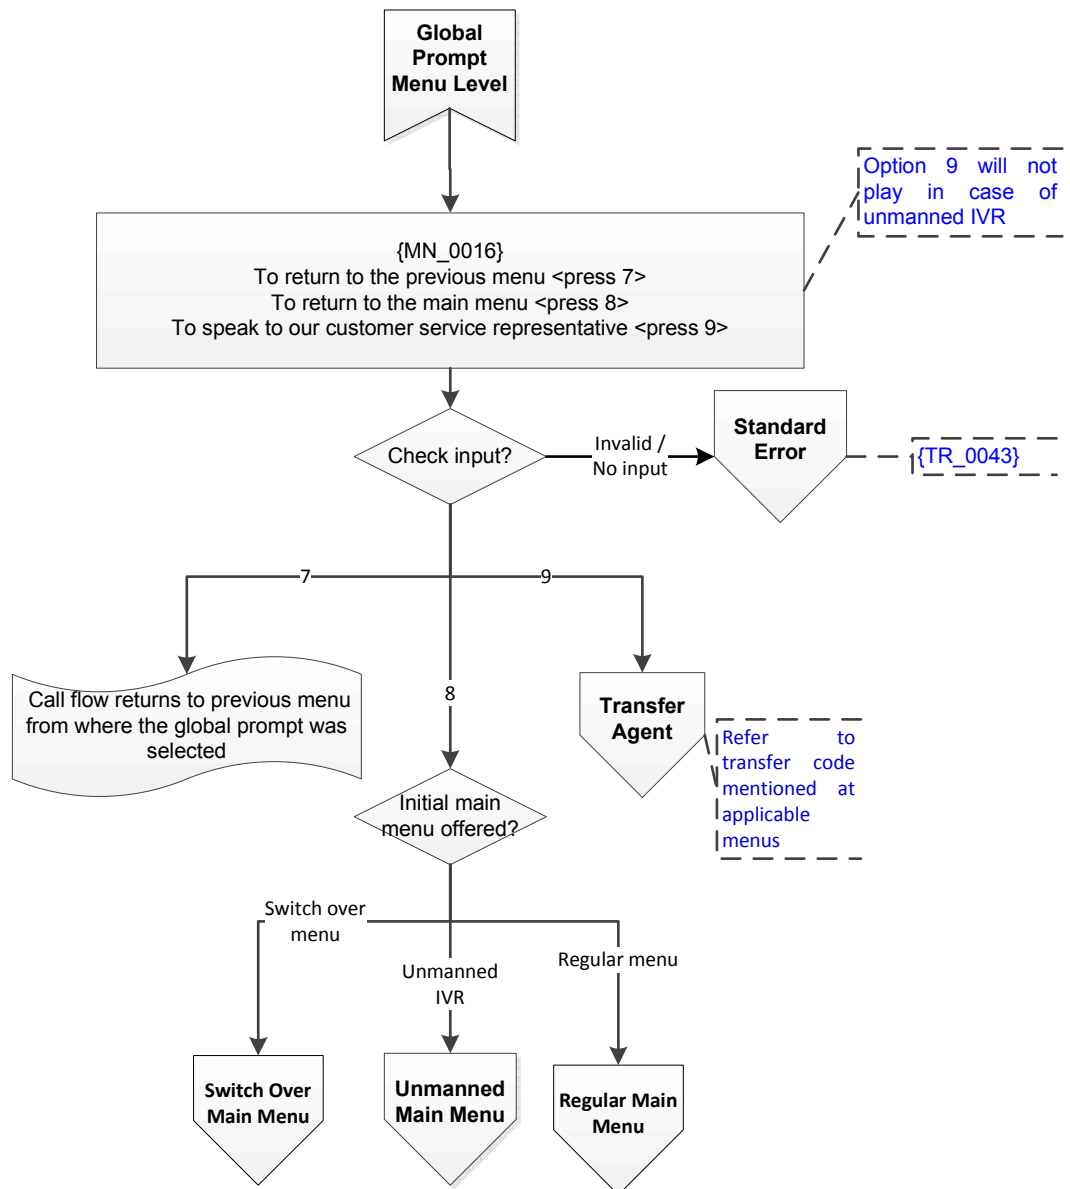 Global
Prompt
Menu Level
Option 9 will not
play in case of
unmanned IVR
{MN_0016}
To return to the previous menu <press 7>
To return to the main menu <press 8>
To speak to our customer service representative <press 9>
Check input?
Invalid /
No input
Standard
Error
{TR_0043}
7
9
8
Call flow returns to previous menu
from where the global prompt was
selected
Transfer
Agent
Refer to
transfer code
mentioned at
applicable
menus
Initial main
menu offered?
Switch over
menu
Unmanned
IVR
Regular menu
Switch Over
Main Menu
Unmanned
Main Menu
Regular Main
Menu